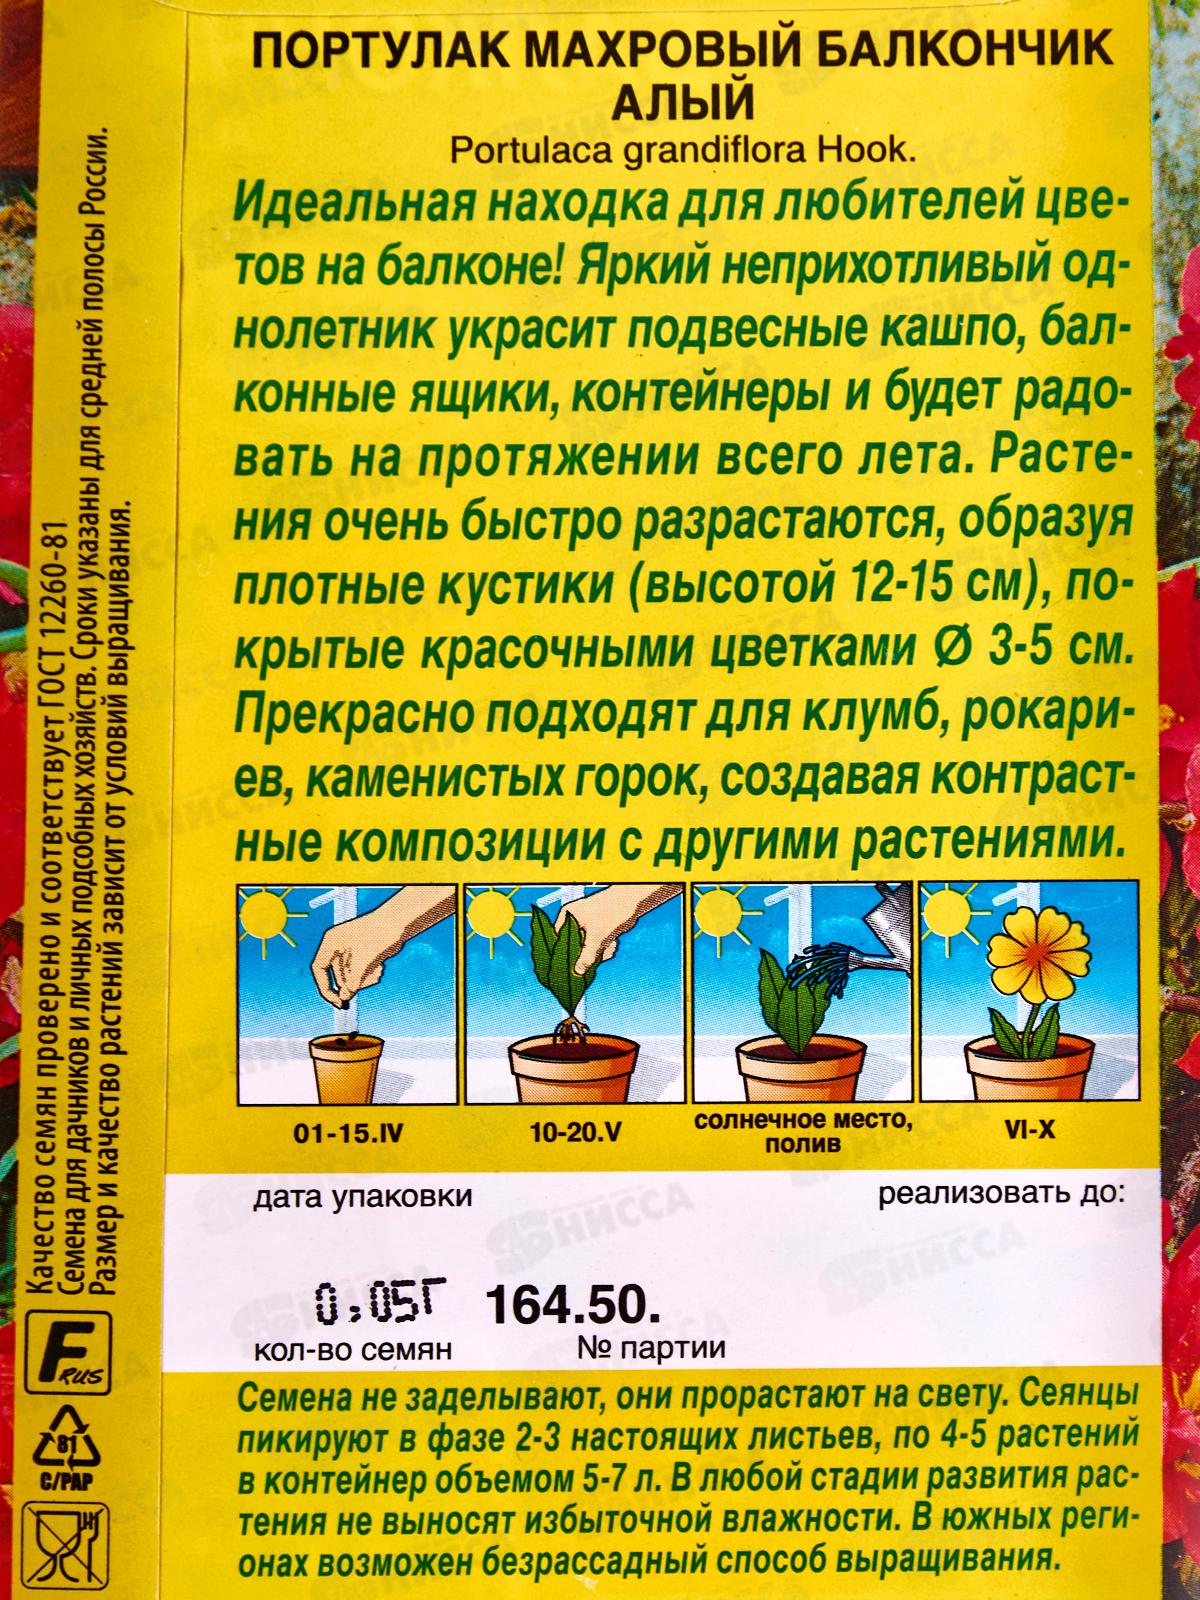 ПОРТУЛАК МАХРОВЫЙ БАЛКОНЧИК
АЛЫЙ
Portulaca grandiflora Hook.
Идеальная находка для любителей цве-
тов на балконе! Яркий неприхотливый од-
нолетник украсит подвесные кашпо, бал-
конные ящики, контейнеры и будет радо-
вать на протяжении всего лета. Расте-
ния очень быстро разрастаются, образуя
плотные кустики (высотой 12-15 см), по-
крытые красочными цветками Ø 3-5 см.
Прекрасно подходят для клумб, рокари-
ев, каменистых горок, создавая контраст-
ные композиции с другими растениями.
01-15.IV
10-20.V
солнечное место,
полив
VI-X
дата упаковки
реализовать до:
0,05Г
164.50.
кол-во семян
№ партии
Семена не заделывают, они прорастают на свету. Сеянцы
пикируют в фазе 2-3 настоящих листьев, по 4-5 растений
в контейнер объемом 5-7 л. В любой стадии развития рас-
тения не выносят избыточной влажности. В южных реги-
онах возможен безрассадный способ выращивания.
Качество семян проверено и соответствует ГОСТ 12260-81
Семена для дачников и личных подсобных хозяйств. Сроки указаны для средней полосы России.
Размер и качество растений зависит от условий выращивания.
F RUS
81
C/PAP
НИССА